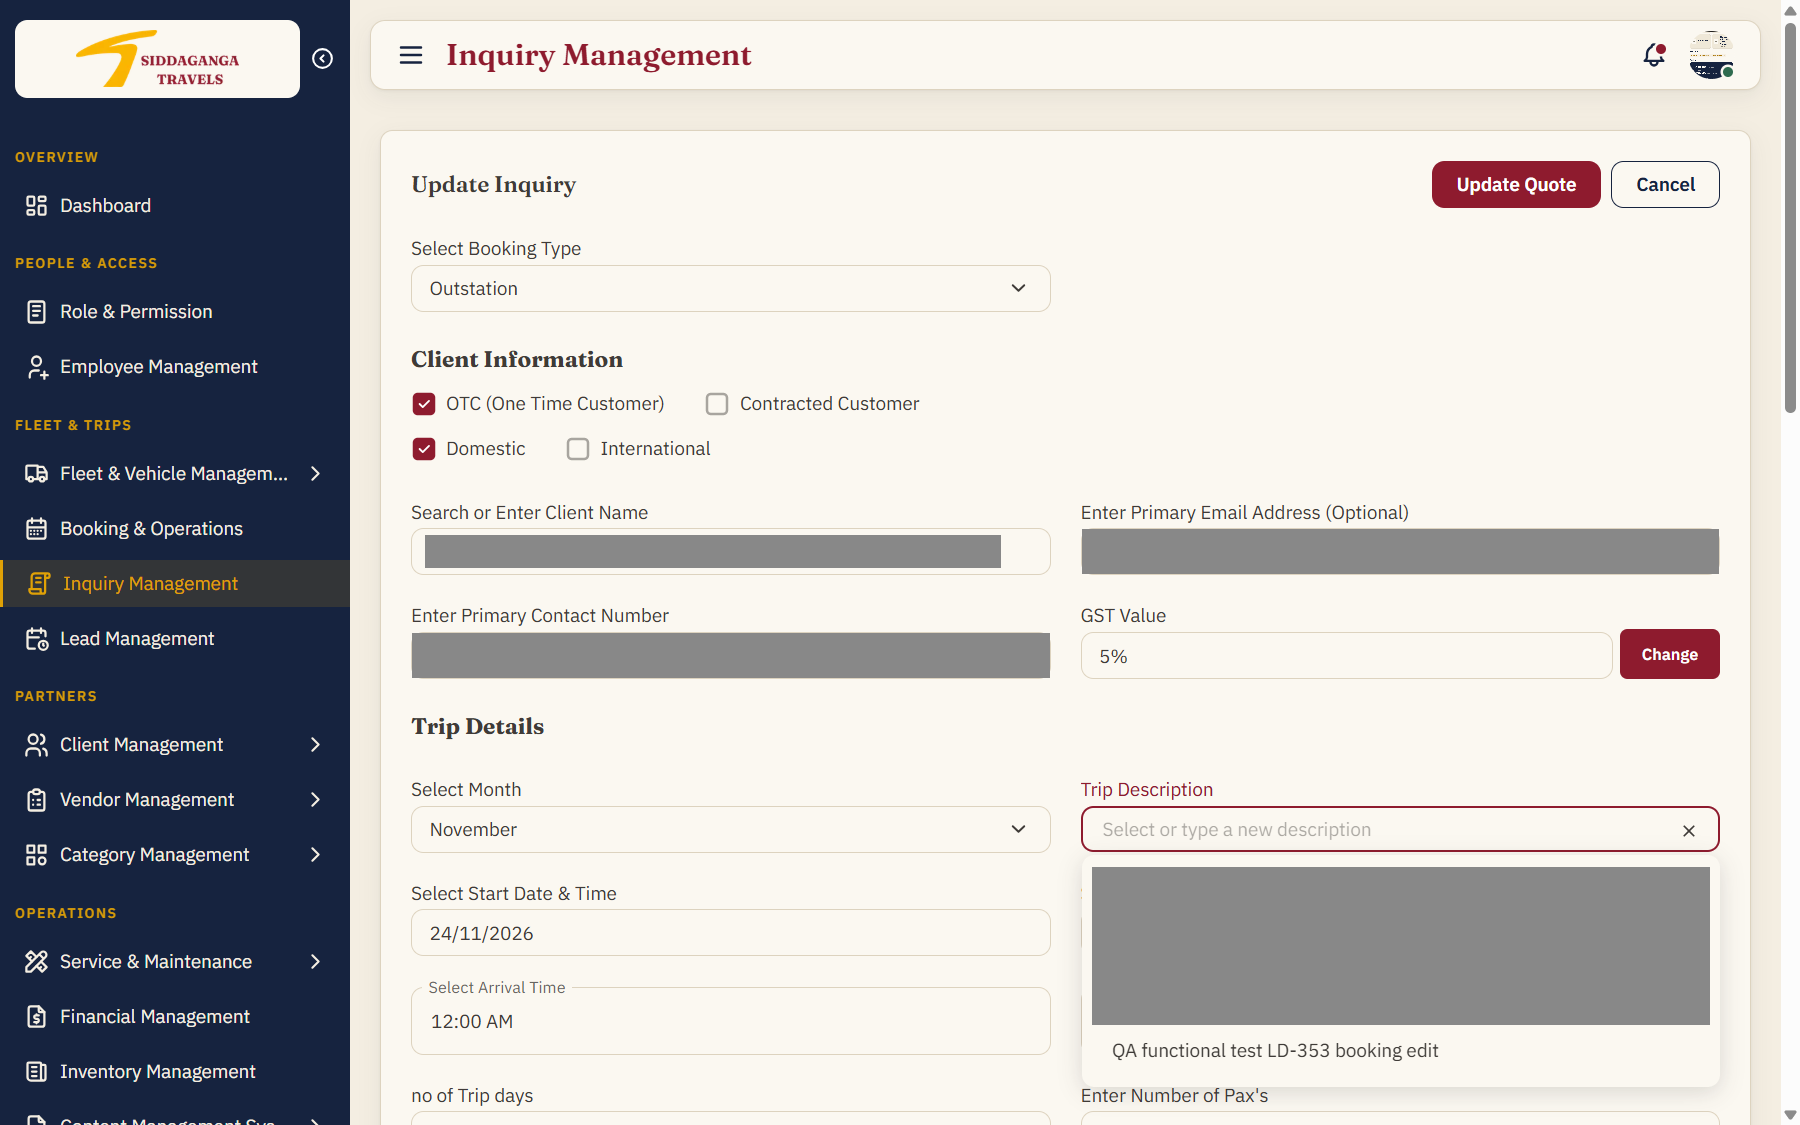 SIDDAGANGA
TRAVELS
OVERVIEW
Dashboard
PEOPLE & ACCESS
Role & Permission
Employee Management
FLEET & TRIPS
Fleet & Vehicle Managem...
Booking & Operations
Inquiry Management
Lead Management
PARTNERS
Client Management
Vendor Management
Category Management
OPERATIONS
Service & Maintenance
Financial Management
Inventory Management
Content Management Sys...
Inquiry Management
Update Inquiry
Update Quote
Cancel
Select Booking Type
Outstation
Client Information
OTC (One Time Customer)
Contracted Customer
Domestic
International
Search or Enter Client Name
Enter Primary Email Address (Optional)
Enter Primary Contact Number
GST Value
5%
Change
Trip Details
Select Month
November
Trip Description
Select or type a new description
Select Start Date & Time
24/11/2026
Select Arrival Time
12:00 AM
QA functional test LD-353 booking edit
no of Trip days
Enter Number of Pax's